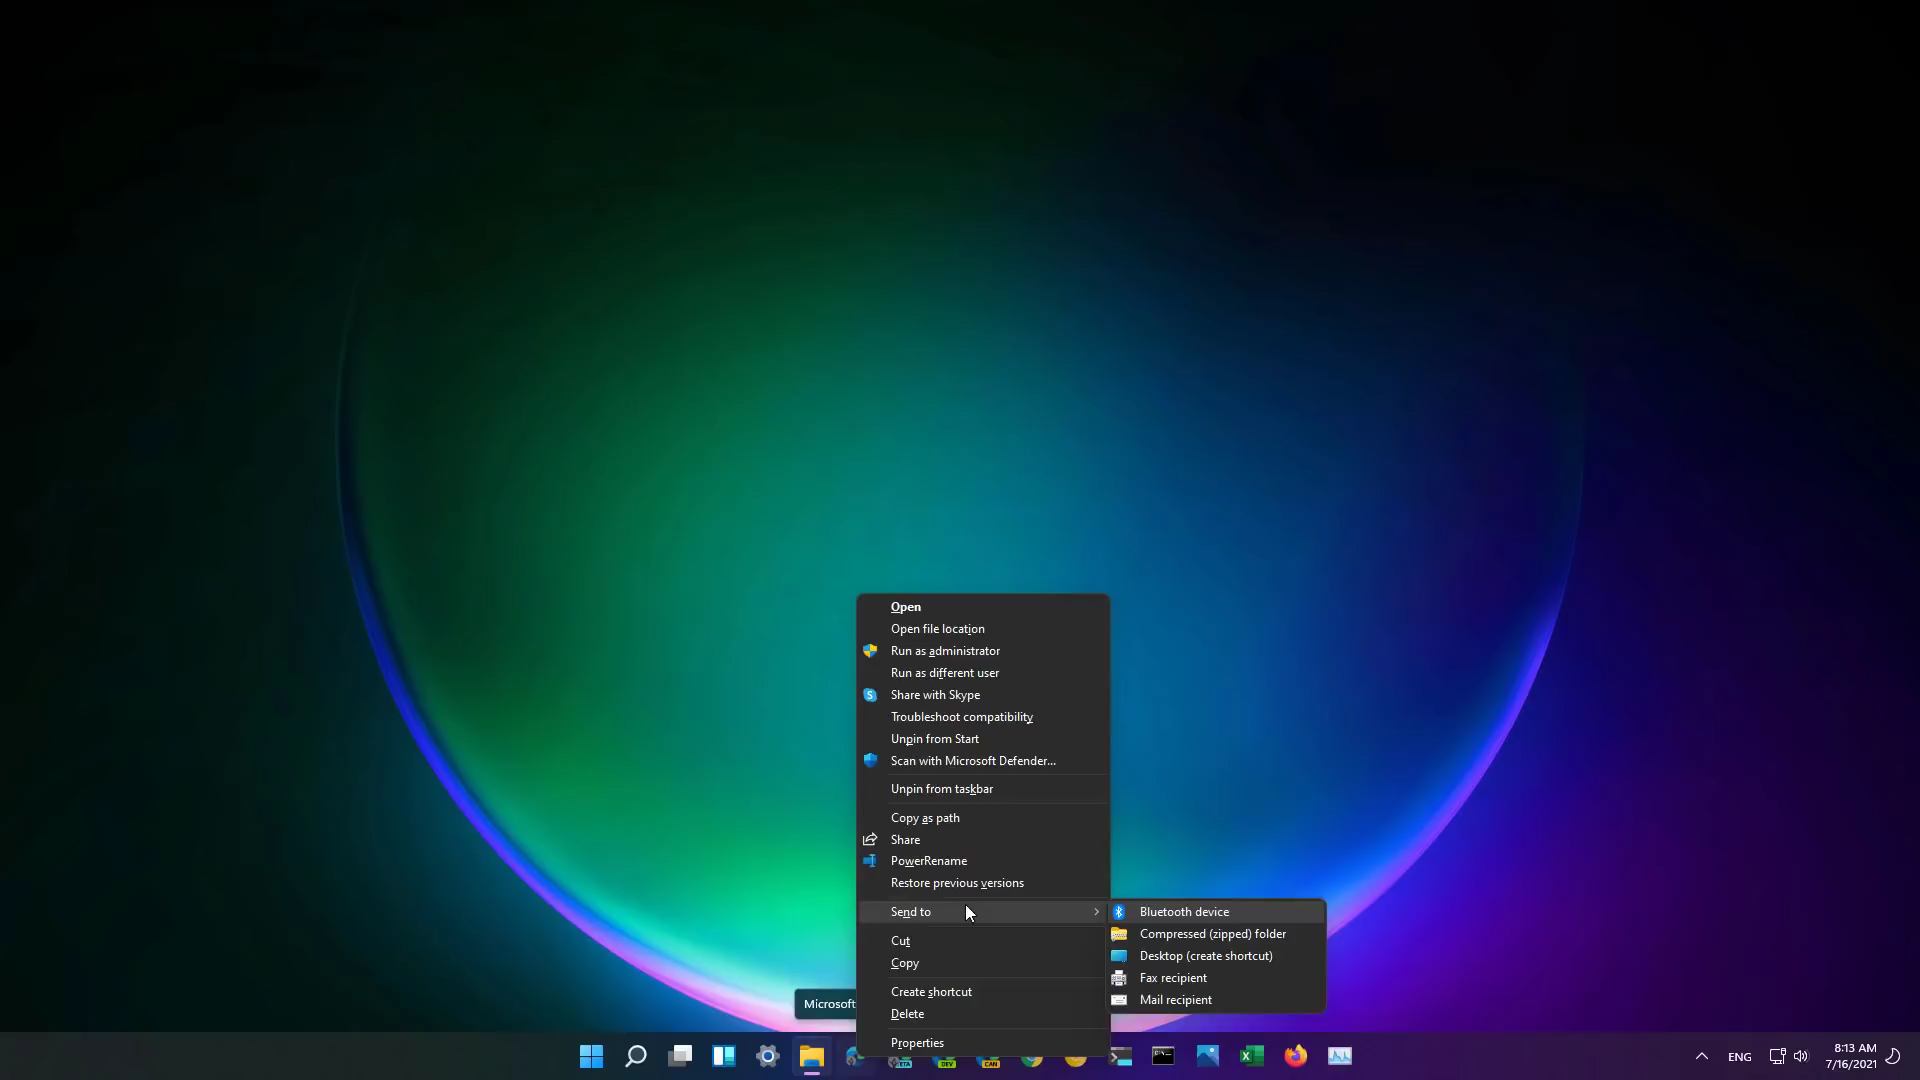 Open
Open file location
Run as administrator
Run as different user
Share with Skype
Troubleshoot compatibility
Unpin from Start
Scan with Microsoft Defender...
Unpin from taskbar
Copy as path
Share
PowerRename
Restore previous versions
Send to
Bluetooth device
Compressed (zipped) folder
Desktop (create shortcut)
Fax recipient
Mail recipient
Cut
Copy
Create shortcut
Delete
Properties
Microsoft
BETA
DEV
CAN
ENG
8:13 AM
7/16/2021